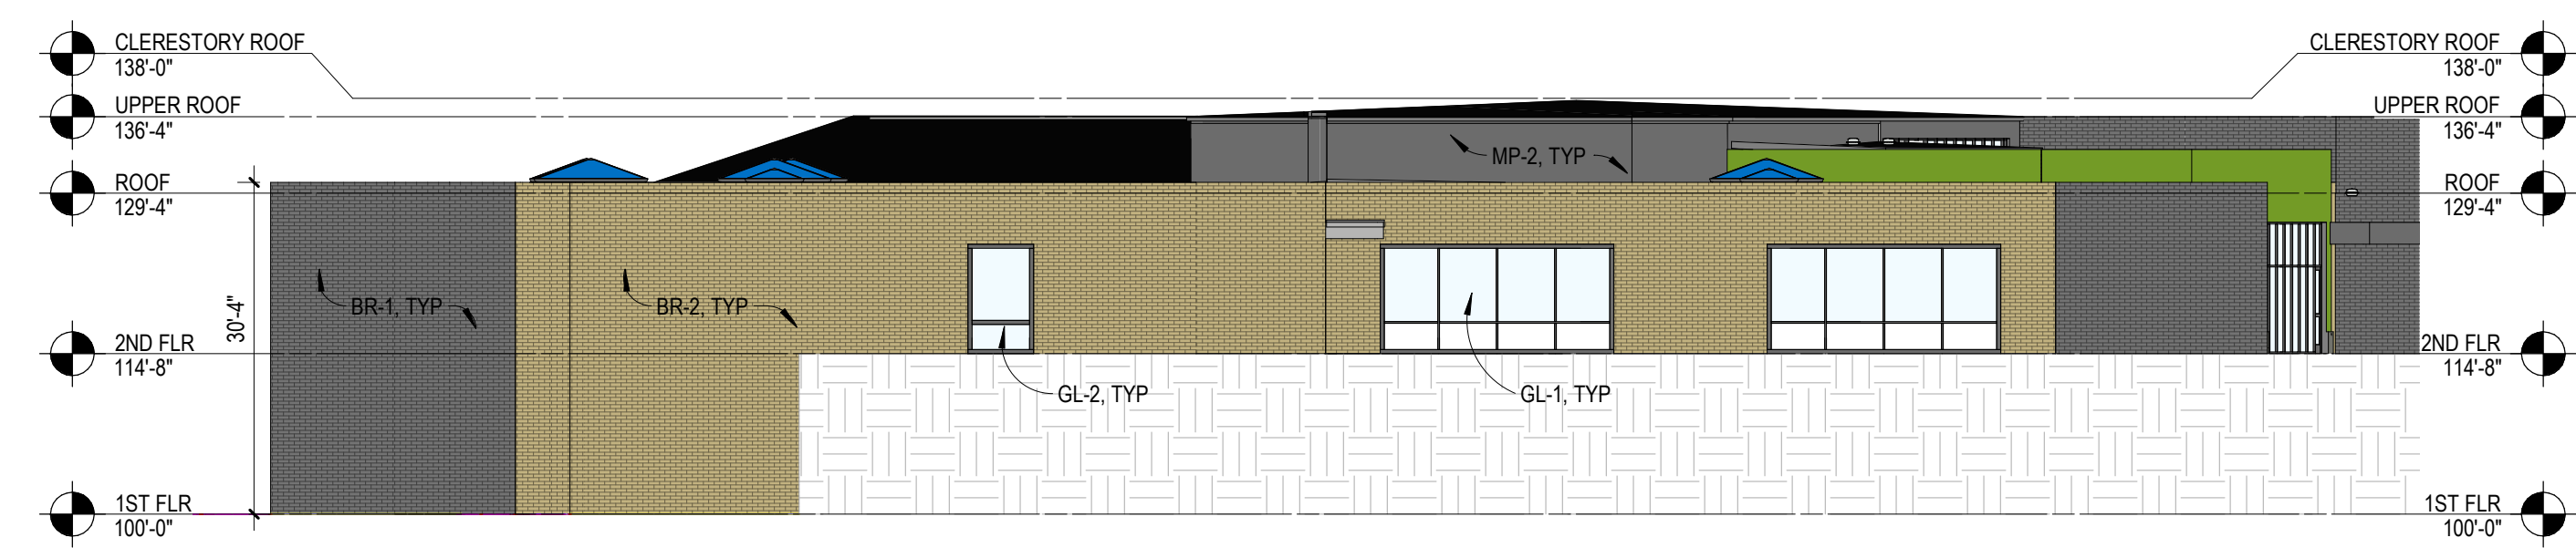 CLERESTORY ROOF
138'-0"
UPPER ROOF
136'-4"
ROOF
129'-4"
2ND FLR
114'-8"
1ST FLR
100'-0"
30'-4"
BR-1, TYP
BR-2, TYP
GL-2, TYP
MP-2, TYP
GL-1, TYP
CLERESTORY ROOF
138'-0"
UPPER ROOF
136'-4"
ROOF
129'-4"
2ND FLR
114'-8"
1ST FLR
100'-0"